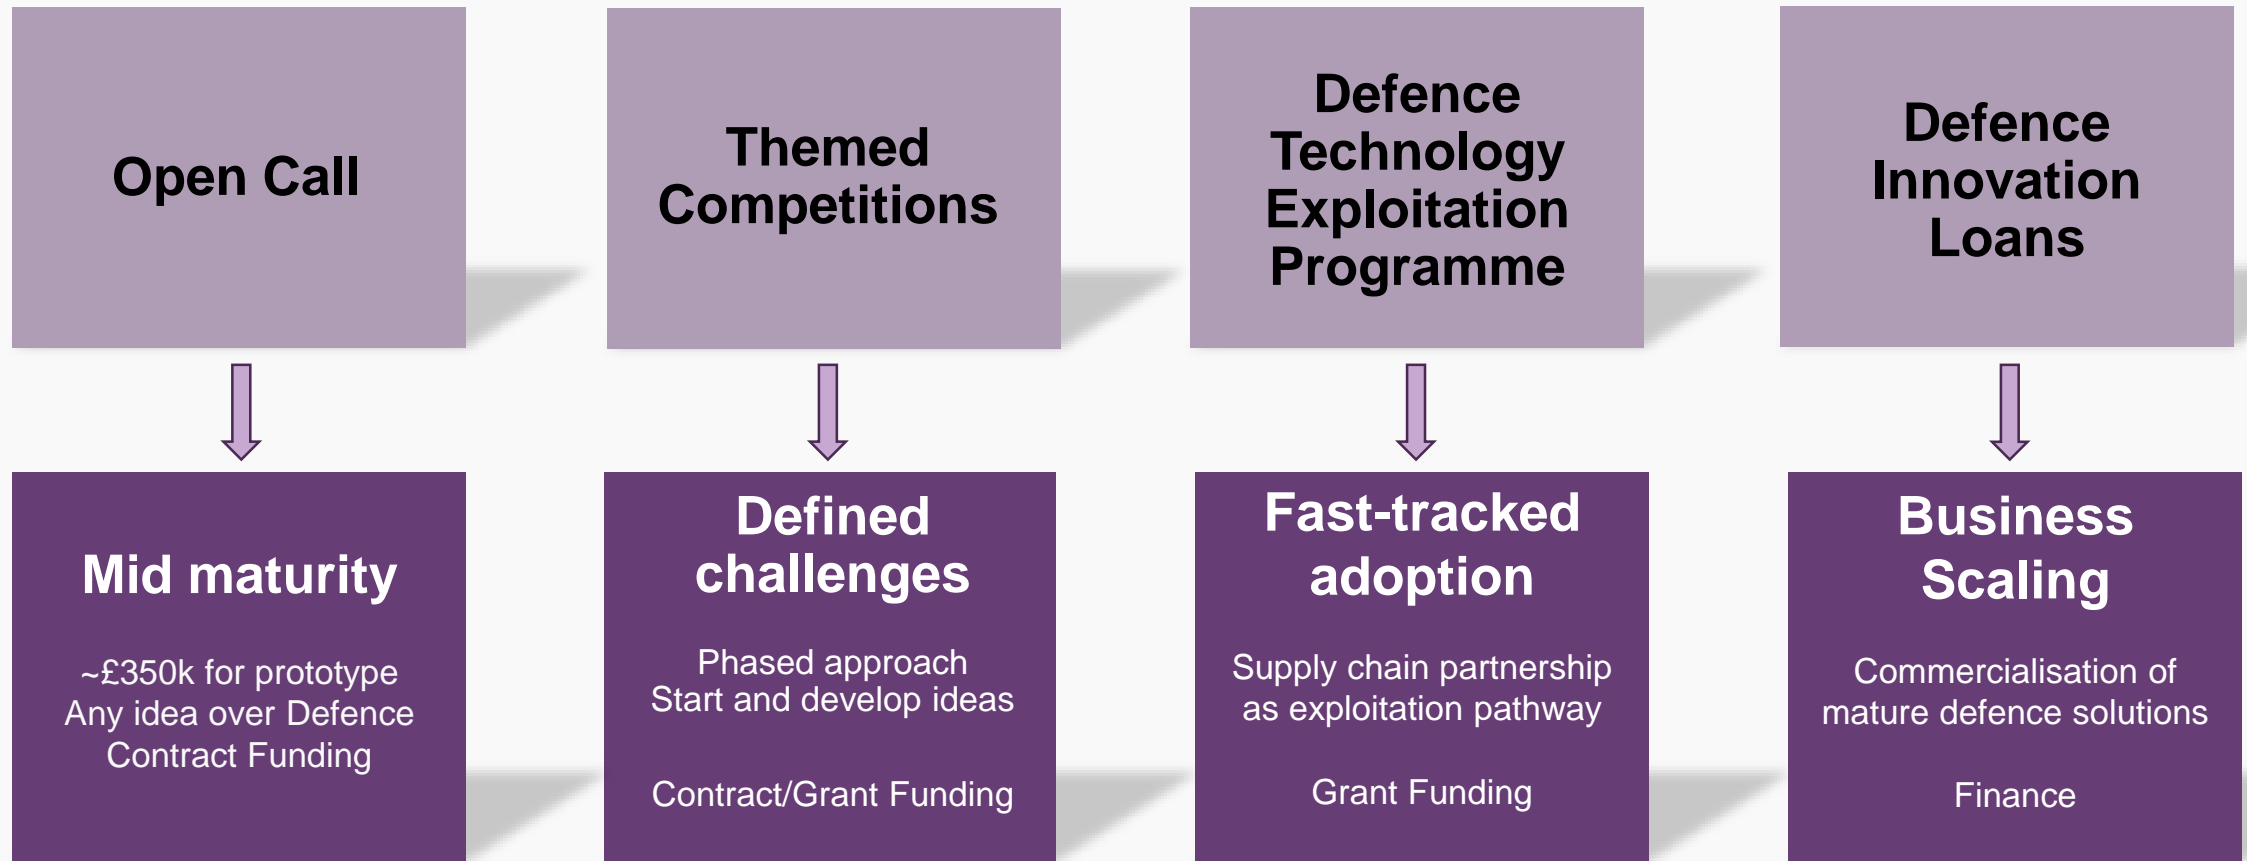 Open Call
Themed
Competitions
Defence
Technology
Exploitation
Programme
Defence
Innovation
Loans
Mid maturity
~£350k for prototype
Any idea over Defence
Contract Funding
Defined
challenges
Phased approach
Start and develop ideas
Contract/Grant Funding
Fast-tracked
adoption
Supply chain partnership
as exploitation pathway
Grant Funding
Business
Scaling
Commercialisation of
mature defence solutions
Finance